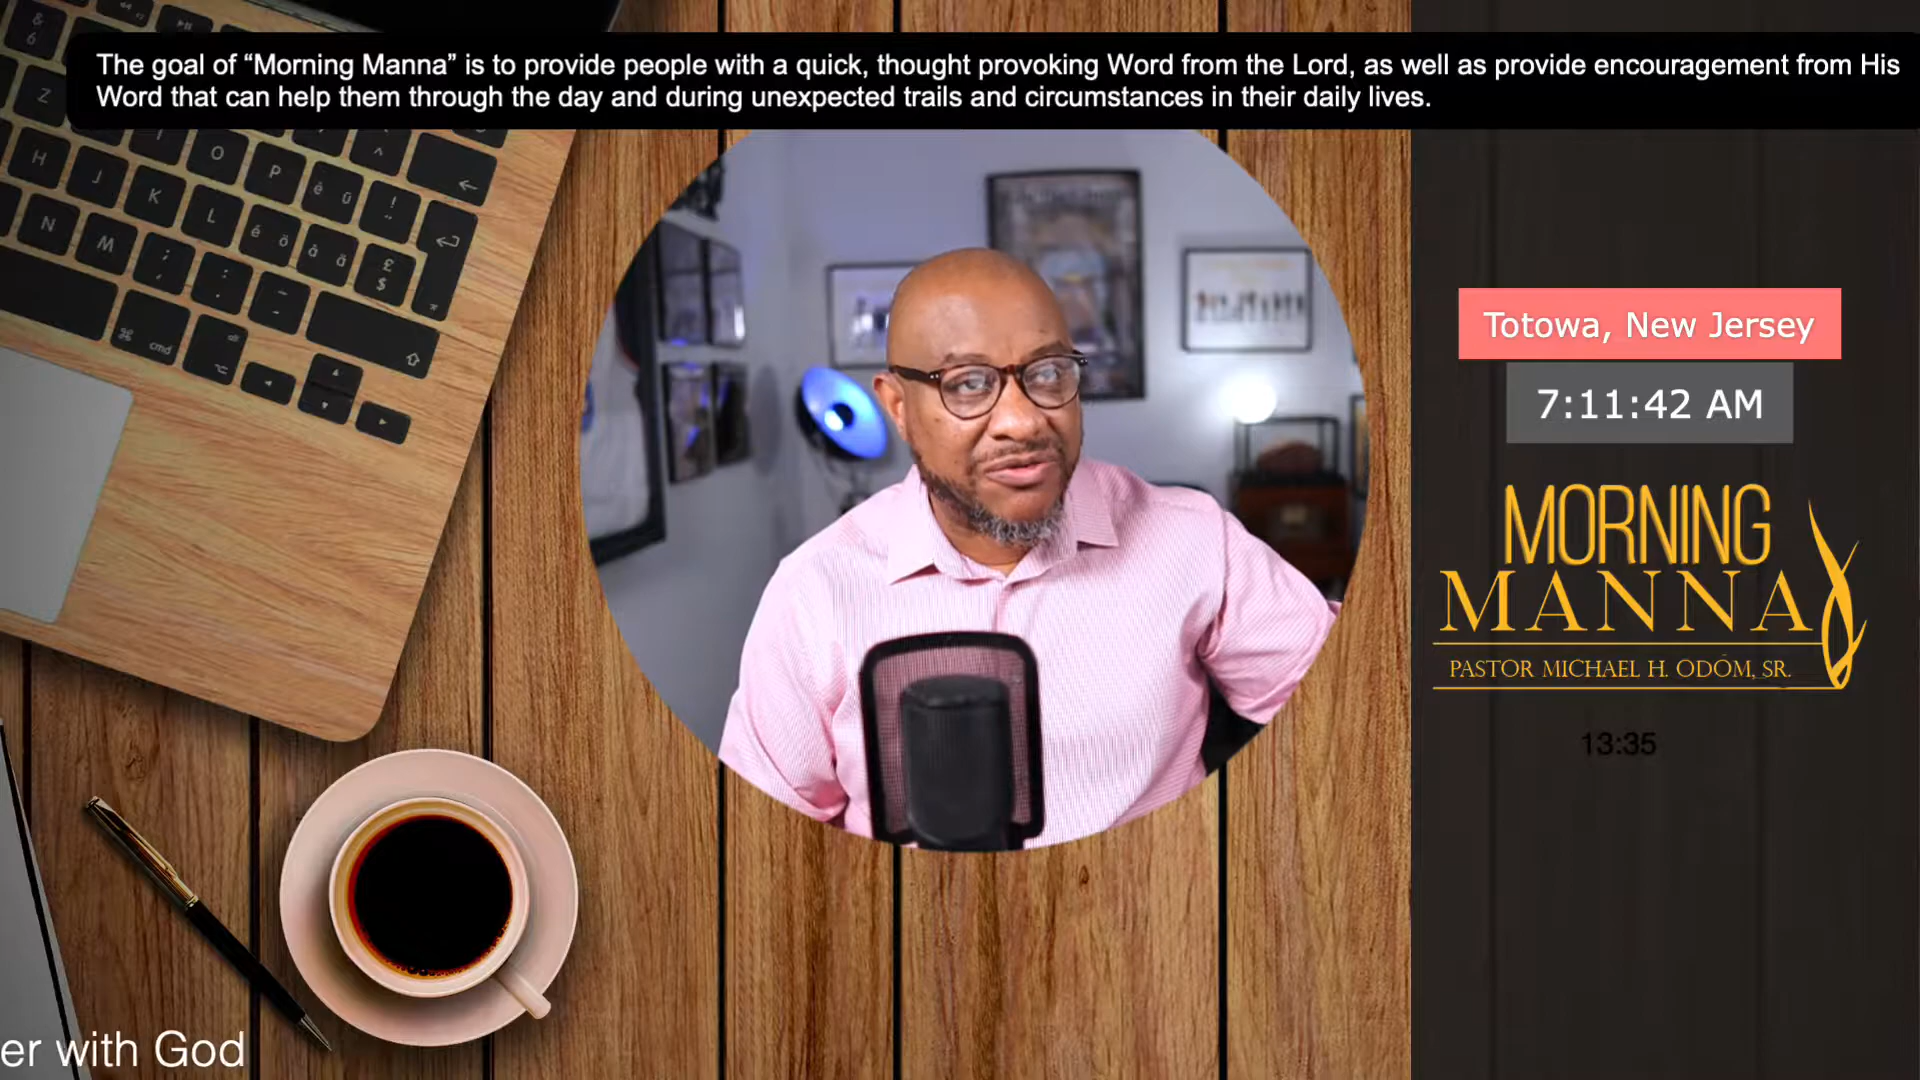 The goal of “Morning Manna” is to provide people with a quick, thought provoking Word from the Lord, as well as provide encouragement from His
Word that can help them through the day and during unexpected trails and circumstances in their daily lives.
Totowa, New Jersey
7:11:42 AM
MORNING
MANNA
PASTOR MICHAEL H. ODOM, SR.
13:35
er with God
&
6
Z
I O P è ü !
H J K L é ö à ä £
$
N M ; : -
cmd